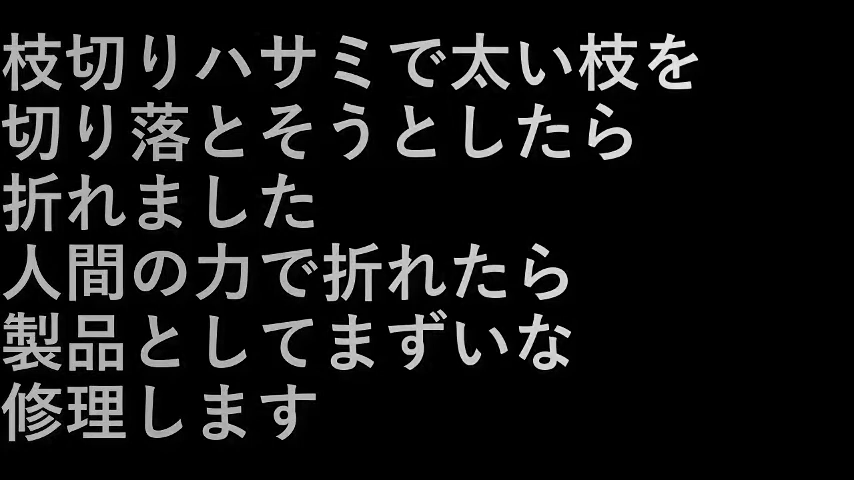 枝切りハサミで太い枝を
切り落とそうとしたら
折れました
人間の力で折れたら
製品としてまずいな
修理します